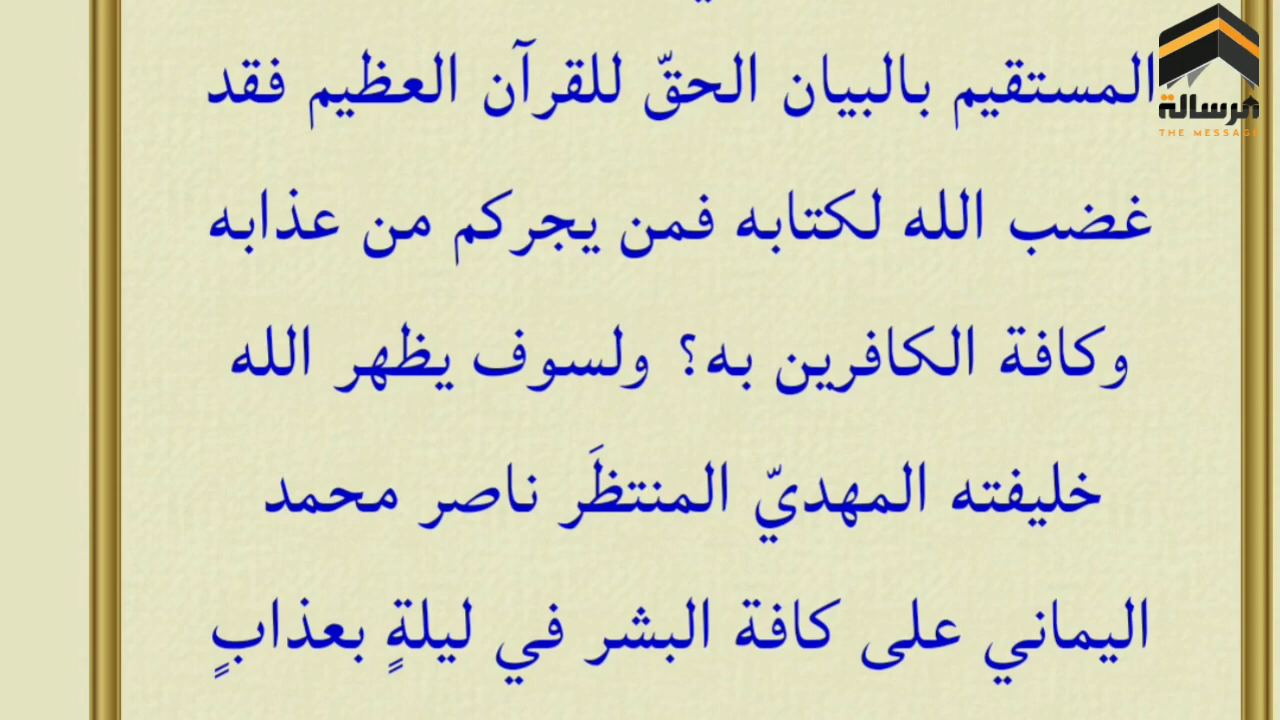 المستقيم بالبيان الحقّ للقرآن العظيم فقد
غضب الله لكتابه فمن يجركم من عذابه
وكافة الكافرين به؟ ولسوف يظهر الله
خليفته المهديّ المنتظَر ناصر محمد
اليماني على كافة البشر في ليلةٍ بعذابٍ
الرسالة
THE MESSAGE